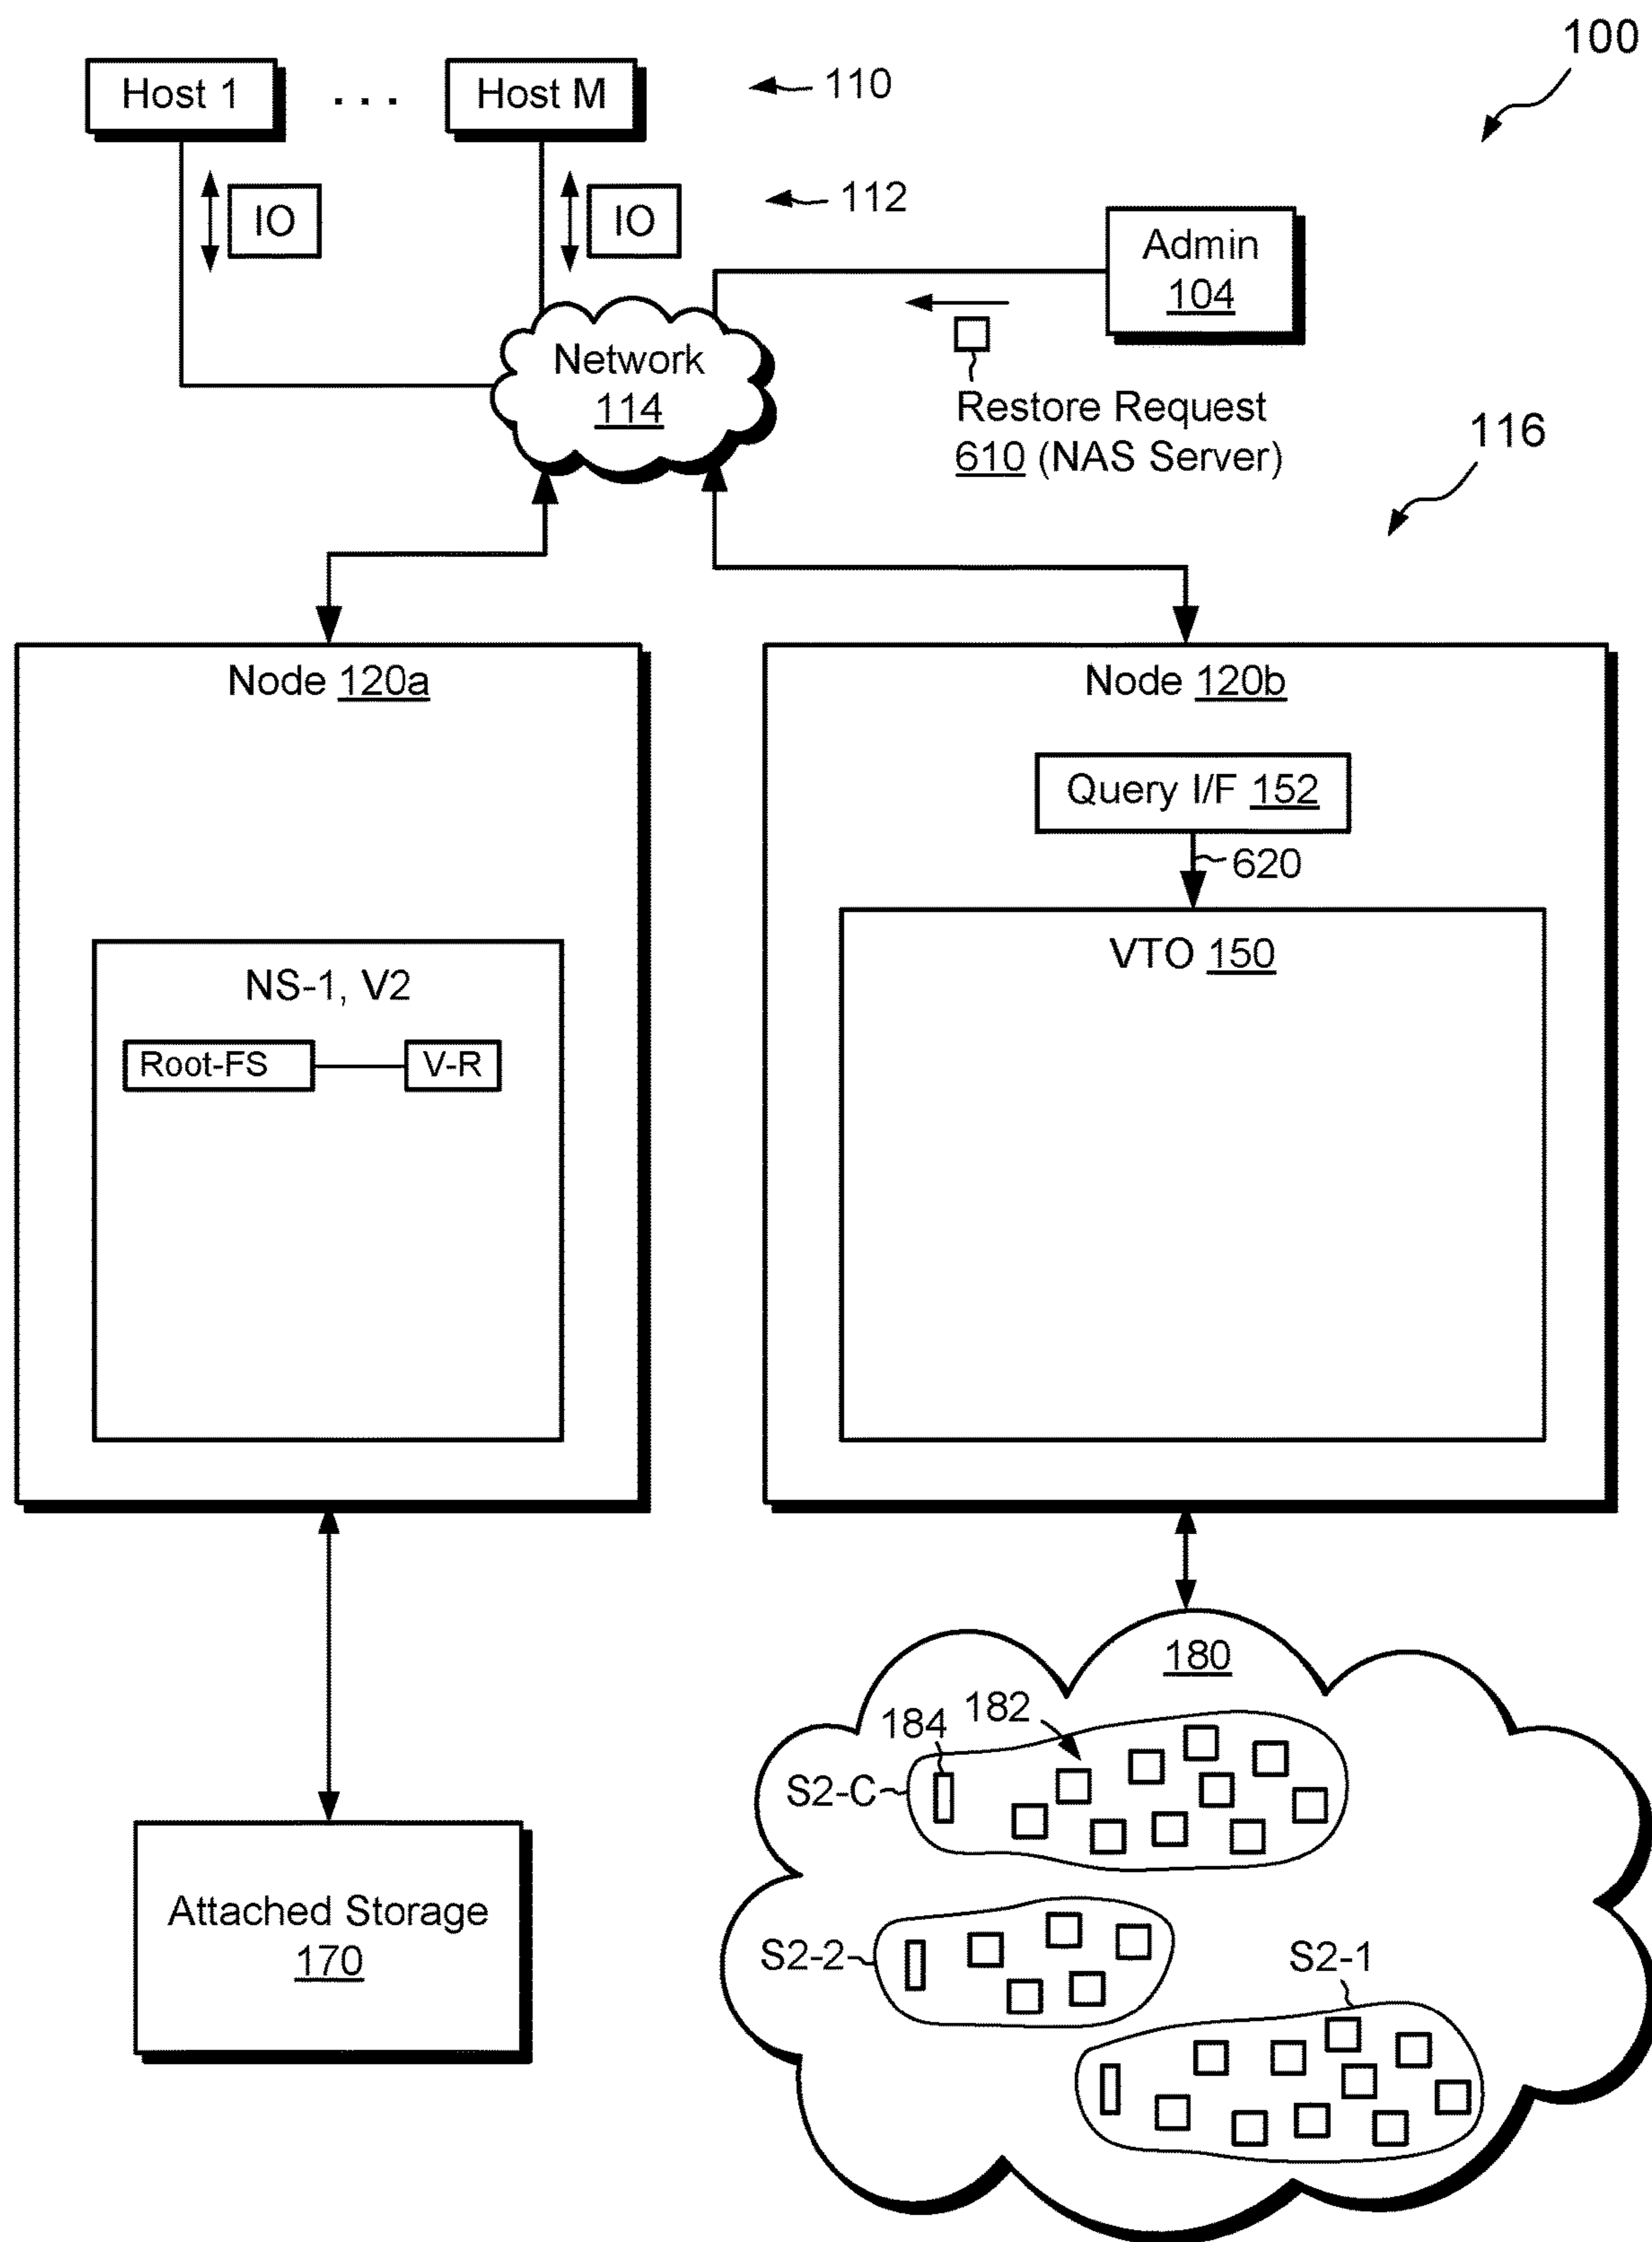 100
Host 1
. . .
Host M
110
IO
IO
112
Admin
104
Network
114
Restore Request
610 (NAS Server)
116
Node 120a
Node 120b
Query I/F 152
620
NS-1, V2
VTO 150
Root-FS
V-R
180
184
182
S2-C
Attached Storage
170
S2-2
S2-1